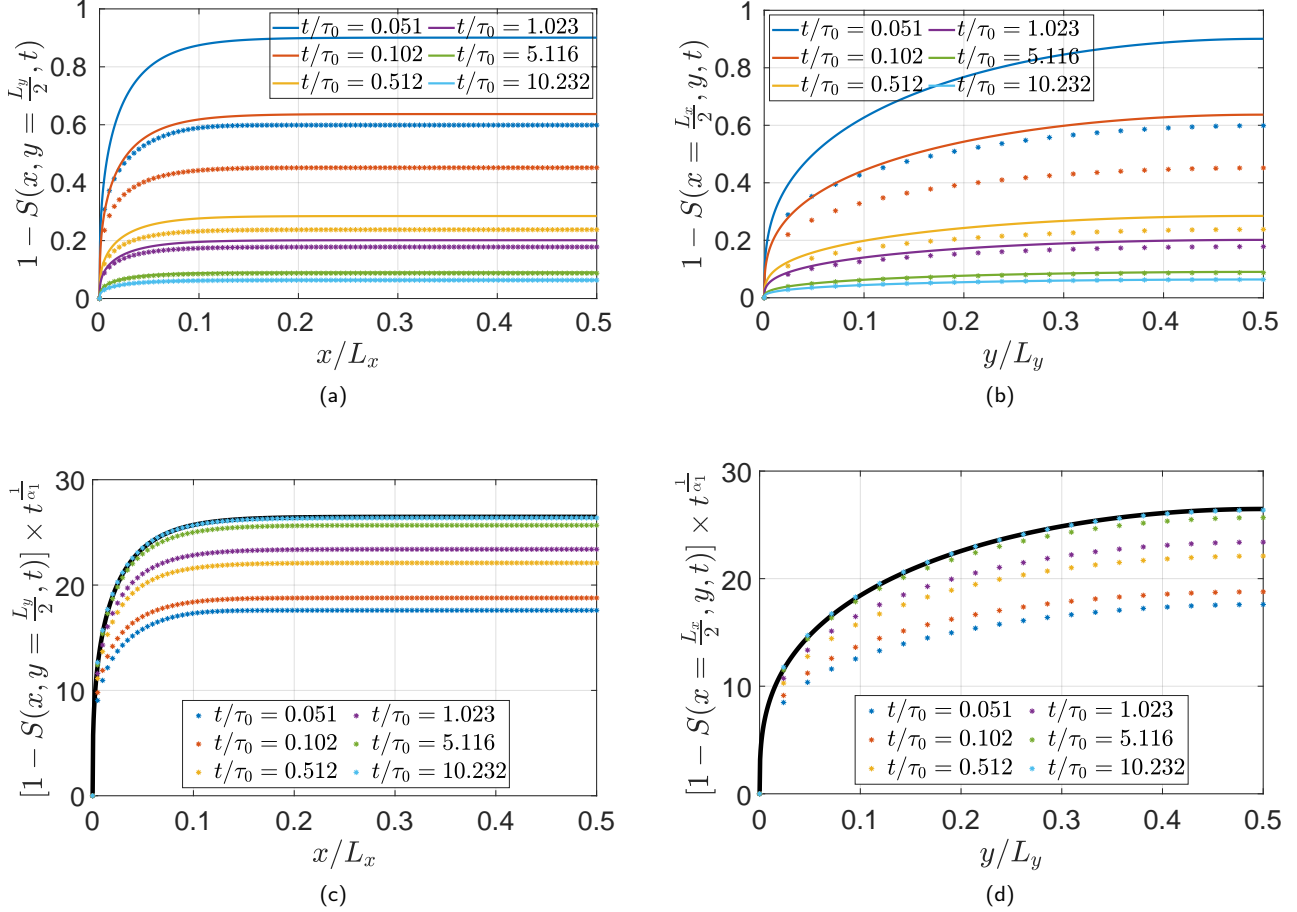 1 − S(x, y = L_y/2, t)
1
0.8
0.6
0.4
0.2
0
t/τ₀ = 0.051
t/τ₀ = 1.023
t/τ₀ = 0.102
t/τ₀ = 5.116
t/τ₀ = 0.512
t/τ₀ = 10.232
0 0.1 0.2 0.3 0.4 0.5
x/L_x
(a)
1 − S(x = L_x/2, y, t)
1
0.8
0.6
0.4
0.2
0
t/τ₀ = 0.051
t/τ₀ = 1.023
t/τ₀ = 0.102
t/τ₀ = 5.116
t/τ₀ = 0.512
t/τ₀ = 10.232
0 0.1 0.2 0.3 0.4 0.5
y/L_y
(b)
[1 − S(x, y = L_y/2, t)] × t^(1/α₁)
30
20
10
0
t/τ₀ = 0.051
t/τ₀ = 1.023
t/τ₀ = 0.102
t/τ₀ = 5.116
t/τ₀ = 0.512
t/τ₀ = 10.232
0 0.1 0.2 0.3 0.4 0.5
x/L_x
(c)
[1 − S(x = L_x/2, y, t)] × t^(1/α₁)
30
20
10
0
t/τ₀ = 0.051
t/τ₀ = 1.023
t/τ₀ = 0.102
t/τ₀ = 5.116
t/τ₀ = 0.512
t/τ₀ = 10.232
0 0.1 0.2 0.3 0.4 0.5
y/L_y
(d)